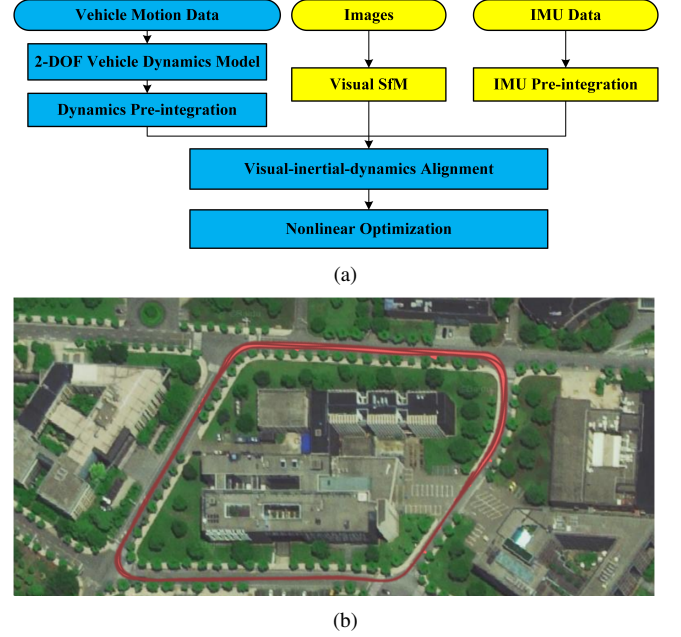 Vehicle Motion Data
Images
IMU Data
2-DOF Vehicle Dynamics Model
Visual SfM
IMU Pre-integration
Dynamics Pre-integration
Visual-inertial-dynamics Alignment
Nonlinear Optimization
(a)
(b)